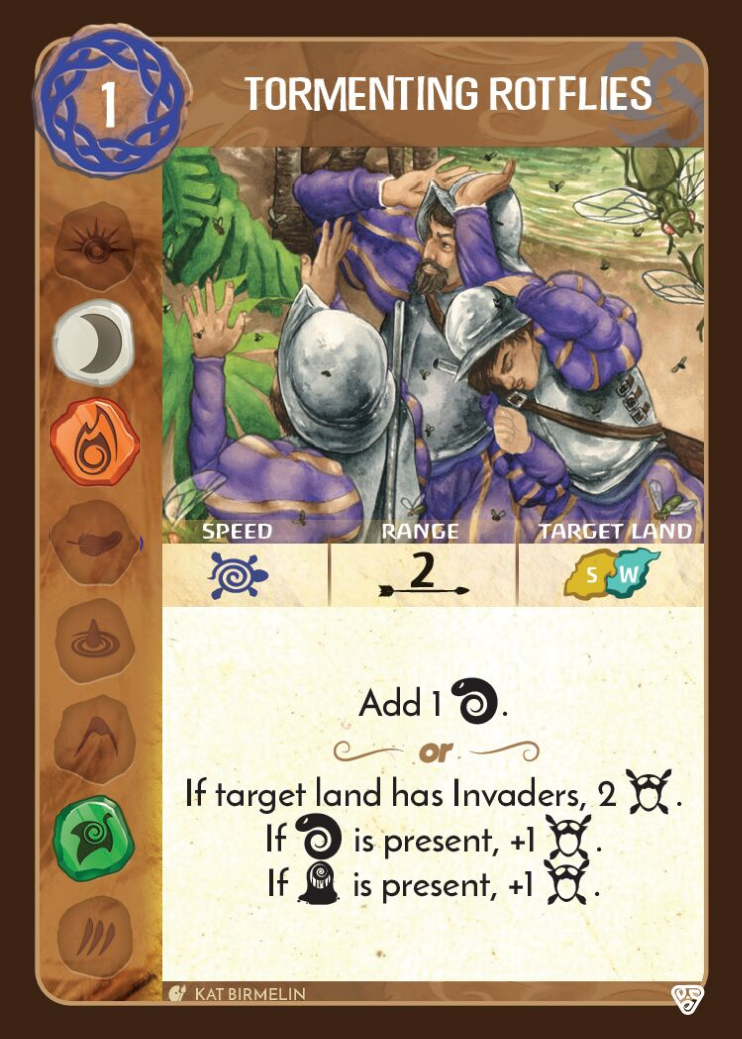 1
TORMENTING ROTFLIES
SPEED RANGE TARGET LAND
2
S W
Add 1 .
or
If target land has Invaders, 2 .
If is present, +1 .
If is present, +1 .
KAT BIRMELIN